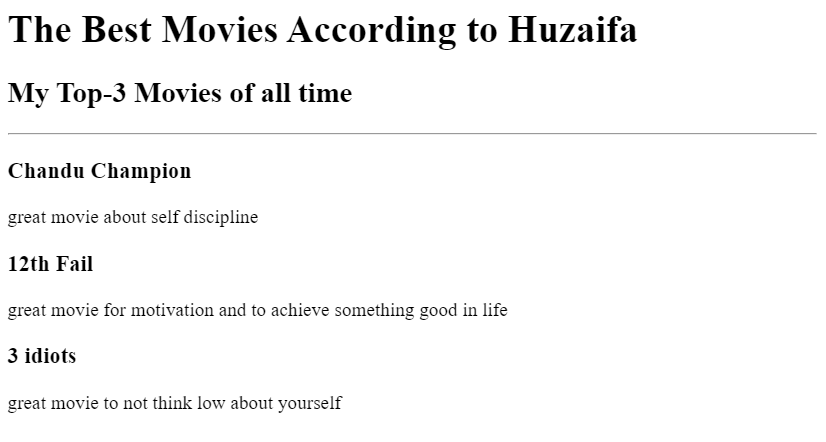 The Best Movies According to Huzaifa
My Top-3 Movies of all time
Chandu Champion
great movie about self discipline
12th Fail
great movie for motivation and to achieve something good in life
3 idiots
great movie to not think low about yourself